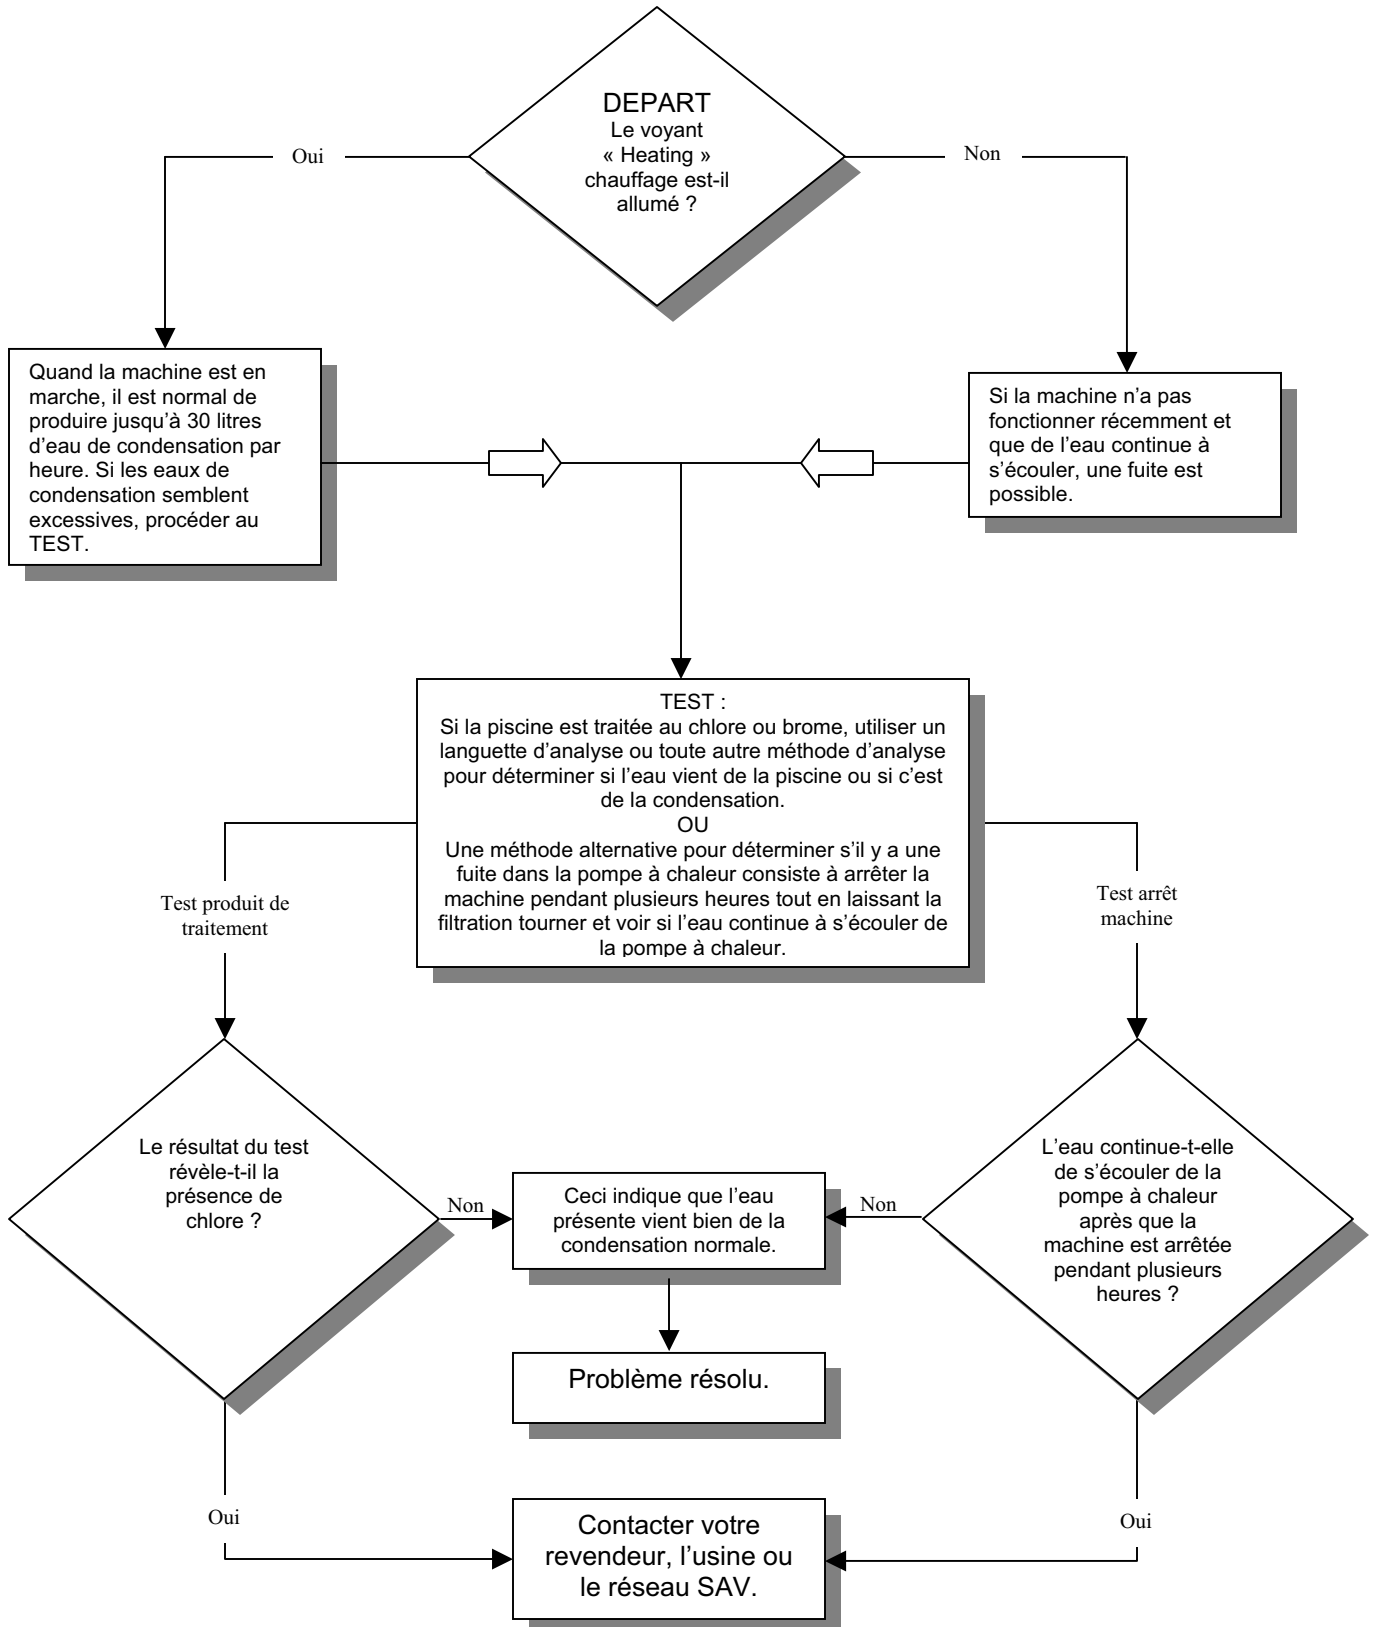 DEPART
Le voyant
« Heating »
chauffage est-il
allumé ?
Oui
Non
Quand la machine est en
marche, il est normal de
produire jusqu’à 30 litres
d’eau de condensation par
heure. Si les eaux de
condensation semblent
excessives, procéder au
TEST.
Si la machine n’a pas
fonctionner récemment et
que de l’eau continue à
s’écouler, une fuite est
possible.
TEST :
Si la piscine est traitée au chlore ou brome, utiliser un
languette d’analyse ou toute autre méthode d’analyse
pour déterminer si l’eau vient de la piscine ou si c’est
de la condensation.
OU
Une méthode alternative pour déterminer s’il y a une
fuite dans la pompe à chaleur consiste à arrêter la
machine pendant plusieurs heures tout en laissant la
filtration tourner et voir si l’eau continue à s’écouler de
la pompe à chaleur.
Test produit de
traitement
Test arrêt
machine
Le résultat du test
révèle-t-il la
présence de
chlore ?
Non
Ceci indique que l’eau
présente vient bien de la
condensation normale.
Non
L’eau continue-t-elle
de s’écouler de la
pompe à chaleur
après que la
machine est arrêtée
pendant plusieurs
heures ?
Problème résolu.
Oui
Contacter votre
revendeur, l’usine ou
le réseau SAV.
Oui